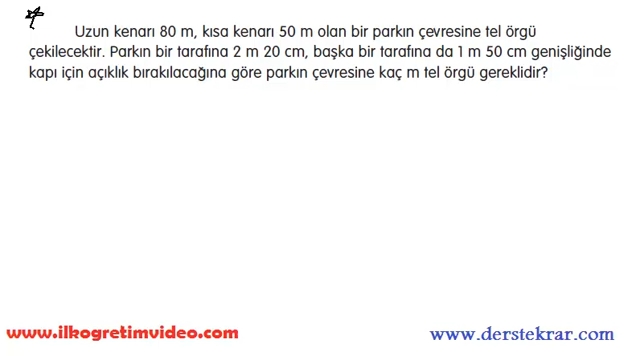 Uzun kenarı 80 m, kısa kenarı 50 m olan bir parkın çevresine tel örgü
çekilecektir. Parkın bir tarafına 2 m 20 cm, başka bir tarafına da 1 m 50 cm genişliğinde
kapı için açıklık bırakılacağına göre parkın çevresine kaç m tel örgü gereklidir?
www.ilkogretimvideo.com
www.derstekrar.com